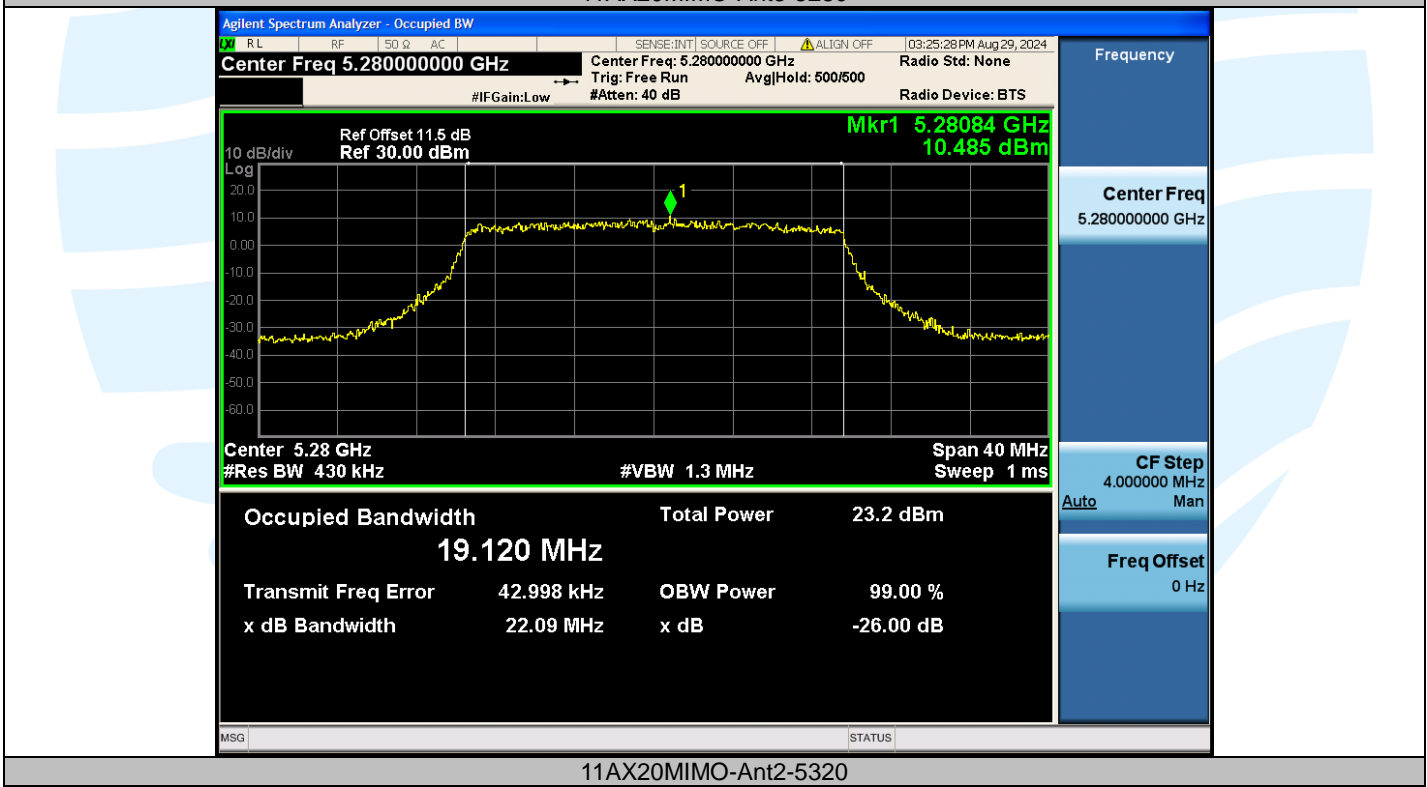 Agilent Spectrum Analyzer - Occupied BW
LXI RL RF 50 Ω AC SENSE:INT SOURCE OFF ALIGN OFF 03:25:28 PM Aug 29, 2024
Center Freq 5.280000000 GHz
Center Freq: 5.280000000 GHz
Radio Std: None
Trig: Free Run Avg|Hold: 500/500
#IFGain:Low #Atten: 40 dB Radio Device: BTS
Mkr1 5.28084 GHz
10.485 dBm
Ref Offset 11.5 dB
10 dB/div Ref 30.00 dBm
Log
20.0
10.0
0.00
-10.0
-20.0
-30.0
-40.0
-50.0
-60.0
1
Center 5.28 GHz Span 40 MHz
#Res BW 430 kHz #VBW 1.3 MHz Sweep 1 ms
Occupied Bandwidth Total Power 23.2 dBm
19.120 MHz
Transmit Freq Error 42.998 kHz OBW Power 99.00 %
x dB Bandwidth 22.09 MHz x dB -26.00 dB
MSG STATUS
Frequency
Center Freq
5.280000000 GHz
CF Step
4.000000 MHz
Auto Man
Freq Offset
0 Hz
11AX20MIMO-Ant2-5320